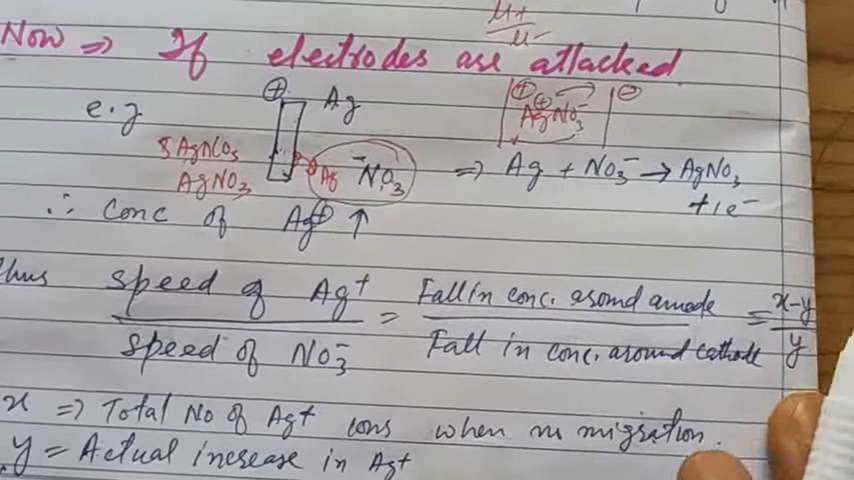 μ+
μ-
Now ⇒ If electrodes are attacked
e.g ⊕ Ag ⊕ ⊕ ⊖
AgNO3-
AgNO3
AgNO3 Ag -NO3 ⇒ Ag + NO3- → AgNO3
+1e-
∴ Conc of Ag+ ↑
Thus speed of Ag+ / speed of NO3- = Fall in conc. around anode / Fall in conc. around cathode = x-y / y
x ⇒ Total No of Ag+ ions when no migration.
y = Actual increase in Ag+